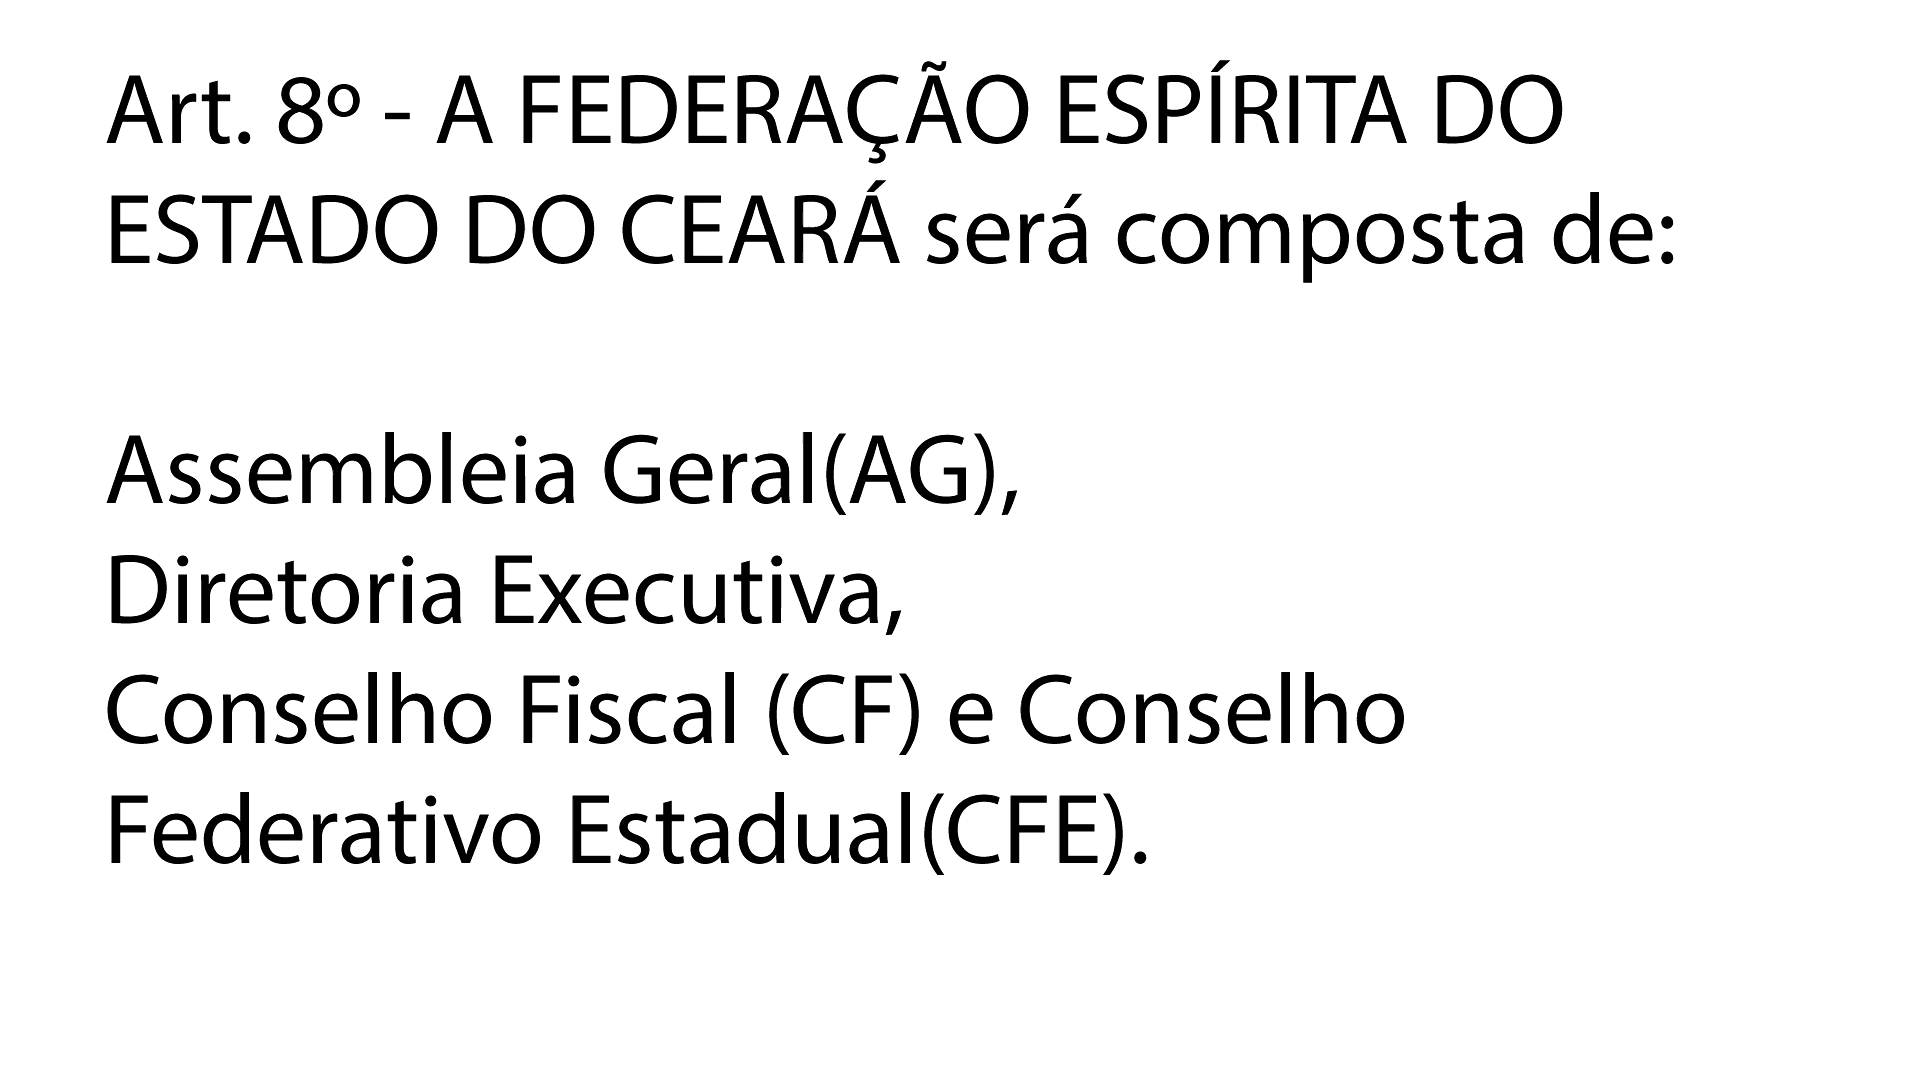 Art. 8º - A FEDERAÇÃO ESPÍRITA DO
ESTADO DO CEARÁ será composta de:
Assembleia Geral(AG),
Diretoria Executiva,
Conselho Fiscal (CF) e Conselho
Federativo Estadual(CFE).